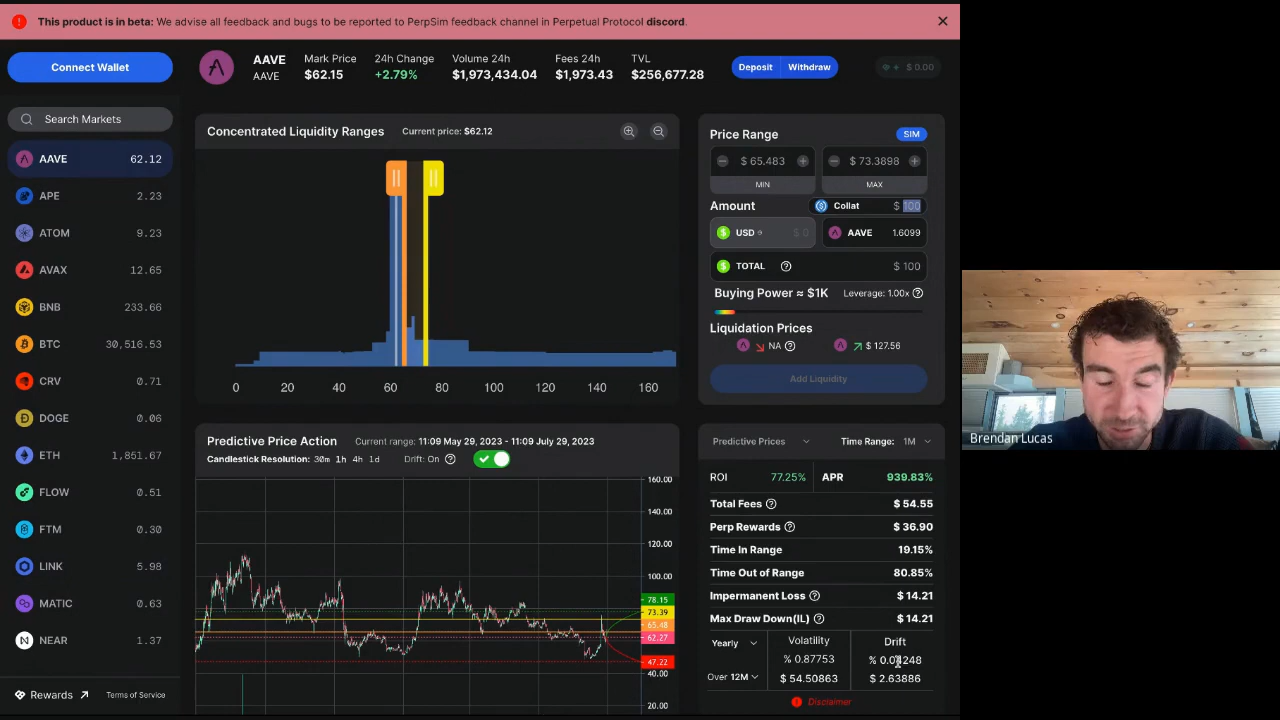 This product is in beta: We advise all feedback and bugs to be reported to PerpSim feedback channel in Perpetual Protocol discord.
Connect Wallet
AAVE
AAVE
Mark Price
$62.15
24h Change
+2.79%
Volume 24h
$1,973,434.04
Fees 24h
$1,973.43
TVL
$256,677.28
Deposit Withdraw
$ 0.00
Search Markets
AAVE 62.12
APE 2.23
ATOM 9.23
AVAX 12.65
BNB 233.66
BTC 30,516.53
CRV 0.71
DOGE 0.06
ETH 1,851.67
FLOW 0.51
FTM 0.30
LINK 5.98
MATIC 0.63
NEAR 1.37
Rewards Terms of Service
Concentrated Liquidity Ranges Current price: $62.12
0 20 40 60 80 100 120 140 160
Price Range SIM
$ 65.483 $ 73.3898
MIN MAX
Amount Collat $ 100
USD $ 0 AAVE 1.6099
TOTAL $ 100
Buying Power ≈ $1K Leverage: 1.00x
Liquidation Prices
NA $ 127.56
Add Liquidity
Predictive Price Action Current range: 11:09 May 29, 2023 - 11:09 July 29, 2023
Candlestick Resolution: 30m 1h 4h 1d Drift: On
160.00
140.00
120.00
100.00
78.15
73.39
65.48
62.27
47.22
40.00
20.00
Predictive Prices Time Range: 1M
ROI 77.25% APR 939.83%
Total Fees $ 54.55
Perp Rewards $ 36.90
Time In Range 19.15%
Time Out of Range 80.85%
Impermanent Loss $ 14.21
Max Draw Down(IL) $ 14.21
Yearly
Over 12M
Volatility
% 0.87753
$ 54.50863
Drift
$ 2.63886
Disclaimer
Brendan Lucas